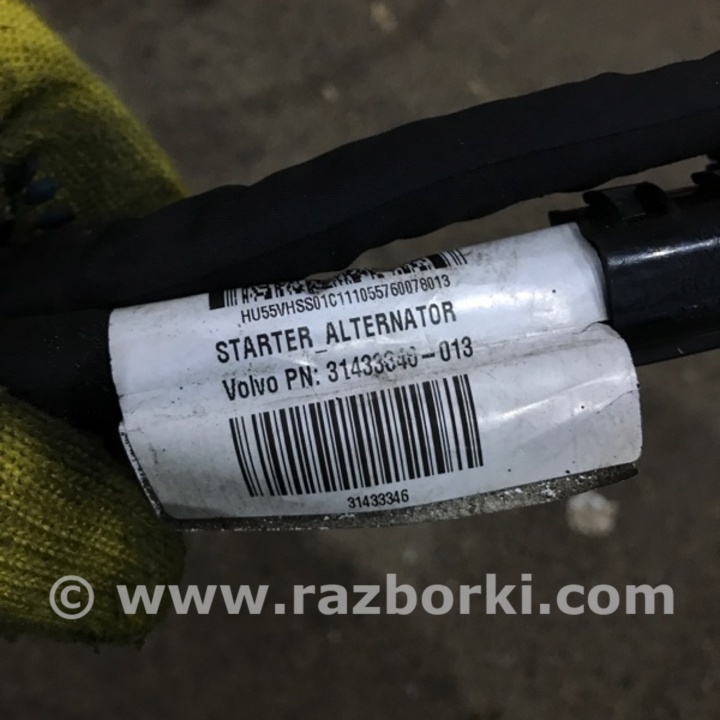 HU55VHSS01C111055760078013
STARTER_ALTERNATOR
Volvo PN: 31433346-013
31433346
© www.razborki.com